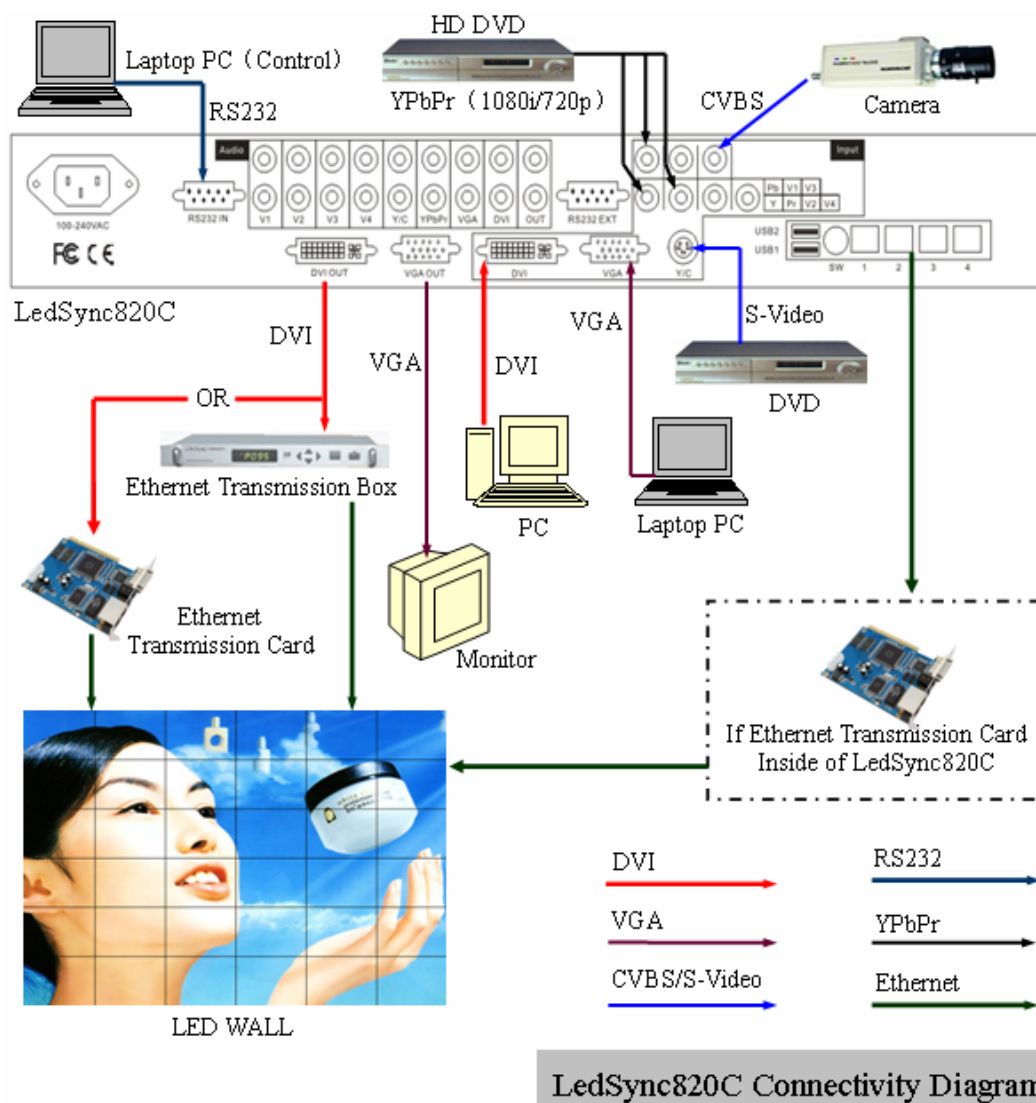 HD DVD
Laptop PC (Control)
YPbPr (1080i/720p)
CVBS
Camera
RS232
Audio
Input
100-240VAC
FC CE
RS232 IN
V1 V2 V3 V4 Y/C YPbPr VGA DVI OUT
RS232 EXT
Pb V1 V3
Y Pr V2 V4
DVI OUT
VGA OUT
DVI
VGA
Y/C
USB2
USB1
SW 1 2 3 4
LedSync820C
DVI
VGA
DVI
VGA
S-Video
DVD
OR
Ethernet Transmission Box
PC
Laptop PC
Ethernet
Transmission Card
Monitor
If Ethernet Transmission Card
Inside of LedSync820C
LED WALL
DVI
RS232
VGA
YPbPr
CVBS/S-Video
Ethernet
LedSync820C Connectivity Diagram